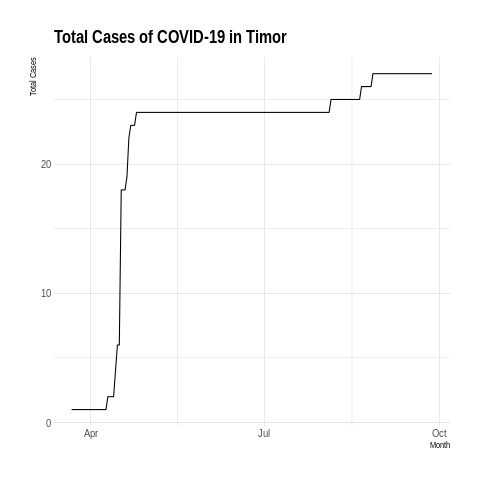 Total Cases of COVID-19 in Timor
Total Cases
20
10
0
Apr Jul Oct
Month